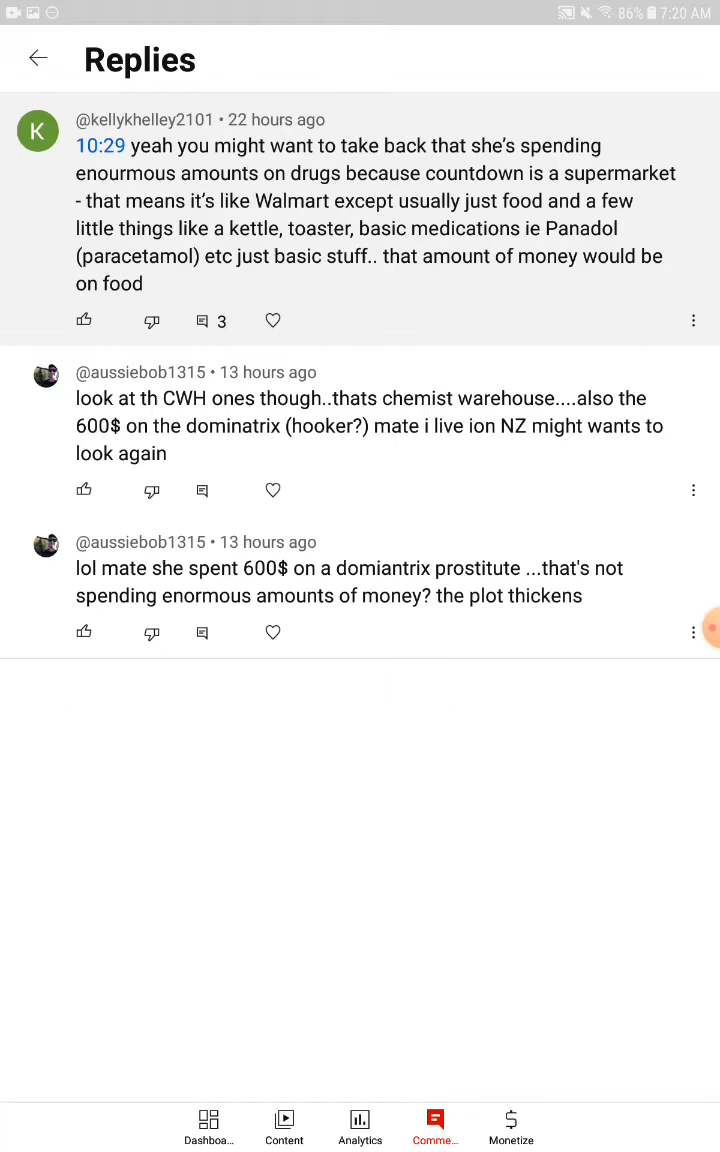 86% 7:20 AM
Replies
@kellykhelley2101 • 22 hours ago
10:29 yeah you might want to take back that she's spending
enourmous amounts on drugs because countdown is a supermarket
- that means it's like Walmart except usually just food and a few
little things like a kettle, toaster, basic medications ie Panadol
(paracetamol) etc just basic stuff.. that amount of money would be
on food
3
K
@aussiebob1315 • 13 hours ago
look at th CWH ones though..thats chemist warehouse....also the
600$ on the dominatrix (hooker?) mate i live ion NZ might wants to
look again
@aussiebob1315 • 13 hours ago
lol mate she spent 600$ on a domiantrix prostitute ...that's not
spending enormous amounts of money? the plot thickens
Dashboa... Content Analytics Comme... Monetize